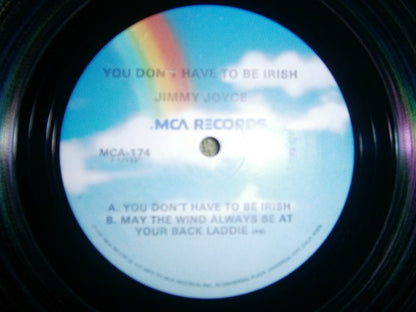 YOU DON'T HAVE TO BE IRISH
JIMMY JOYCE
.MCA RECORDS
MCA-174
A. YOU DON'T HAVE TO BE IRISH
B. MAY THE WIND ALWAYS BE AT
YOUR BACK LADDIE